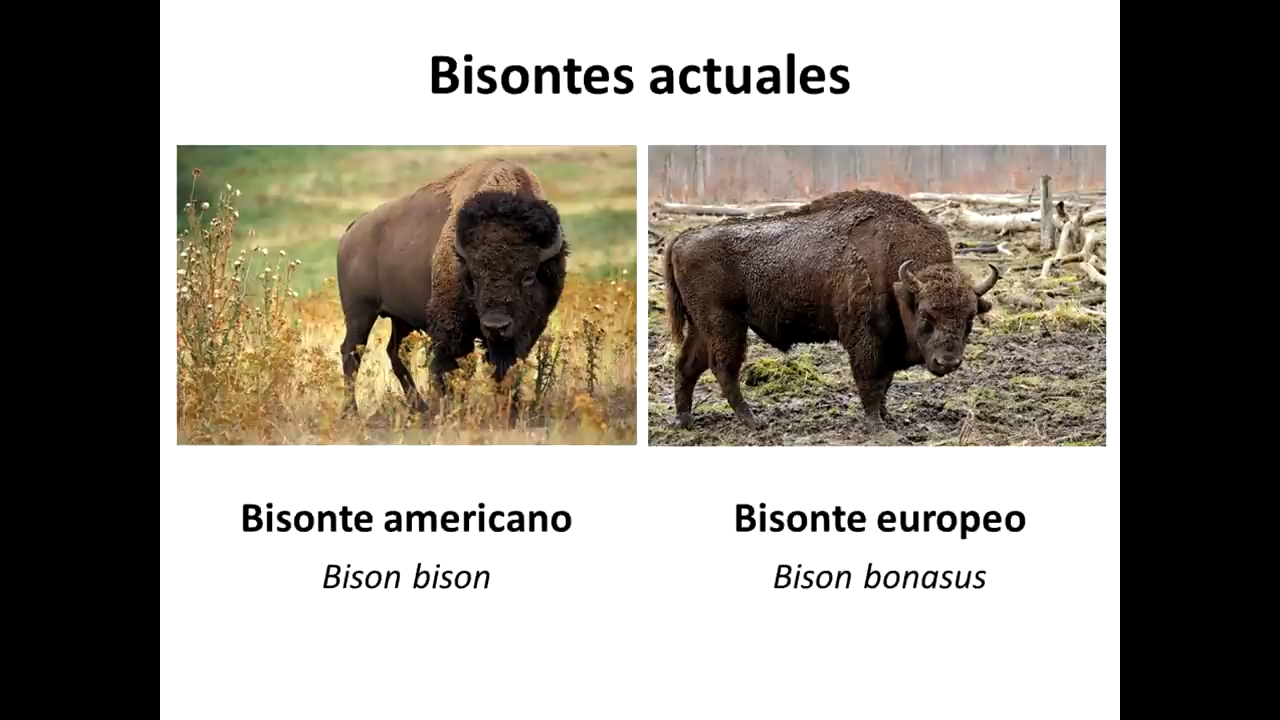 Bisontes actuales
Bisonte americano
Bison bison
Bisonte europeo
Bison bonasus